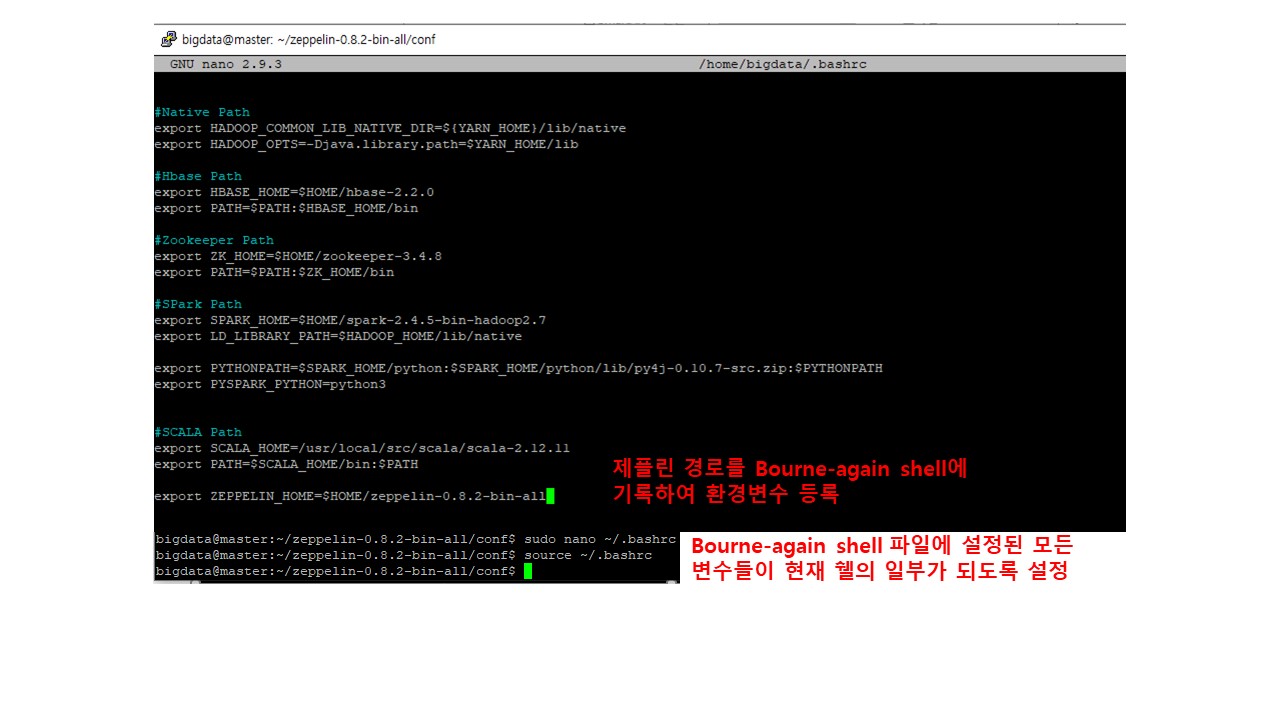 bigdata@master: ~/zeppelin-0.8.2-bin-all/conf
GNU nano 2.9.3 /home/bigdata/.bashrc
#Native Path
export HADOOP_COMMON_LIB_NATIVE_DIR=${YARN_HOME}/lib/native
export HADOOP_OPTS=-Djava.library.path=$YARN_HOME/lib
#Hbase Path
export HBASE_HOME=$HOME/hbase-2.2.0
export PATH=$PATH:$HBASE_HOME/bin
#Zookeeper Path
export ZK_HOME=$HOME/zookeeper-3.4.8
export PATH=$PATH:$ZK_HOME/bin
#SPark Path
export SPARK_HOME=$HOME/spark-2.4.5-bin-hadoop2.7
export LD_LIBRARY_PATH=$HADOOP_HOME/lib/native
export PYTHONPATH=$SPARK_HOME/python:$SPARK_HOME/python/lib/py4j-0.10.7-src.zip:$PYTHONPATH
export PYSPARK_PYTHON=python3
#SCALA Path
export SCALA_HOME=/usr/local/src/scala/scala-2.12.11
export PATH=$SCALA_HOME/bin:$PATH
export ZEPPELIN_HOME=$HOME/zeppelin-0.8.2-bin-all
제플린 경로를 Bourne-again shell에
기록하여 환경변수 등록
bigdata@master:~/zeppelin-0.8.2-bin-all/conf$ sudo nano ~/.bashrc
bigdata@master:~/zeppelin-0.8.2-bin-all/conf$ source ~/.bashrc
bigdata@master:~/zeppelin-0.8.2-bin-all/conf$
Bourne-again shell 파일에 설정된 모든
변수들이 현재 쉘의 일부가 되도록 설정